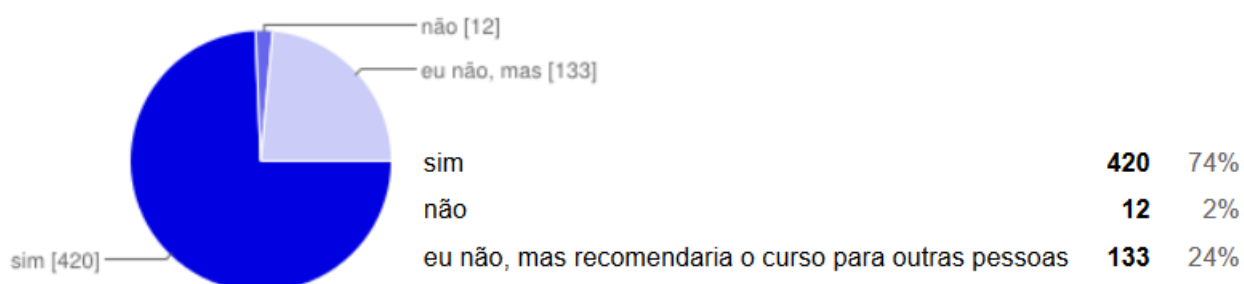 não [12]
eu não, mas [133]
sim [420]
sim 420 74%
não 12 2%
eu não, mas recomendaria o curso para outras pessoas 133 24%